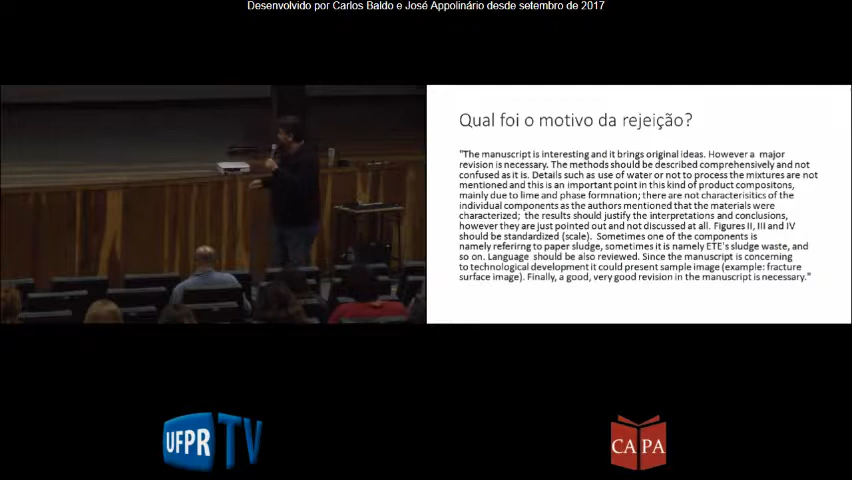 Desenvolvido por Carlos Baldo e José Appolinário desde setembro de 2017
Qual foi o motivo da rejeição?
"The manuscript is interesting and it brings original ideas. However a major
revision is necessary. The methods should be described comprehensively and not
confused as it is. Details such as use of water or not to process the mixtures are not
mentioned and this is an important point in this kind of product compositons,
mainly due to lime and phase formnation; there are not characterisitics of the
individual components as the authors mentioned that the materials were
characterized; the results should justify the interpretations and conclusions,
however they are just pointed out and not discussed at all. Figures II, III and IV
should be standardized (scale). Sometimes one of the components is
namely referirng to paper sludge, sometimes it is namely ETE's sludge waste, and
so on. Language should be also reviewed. Since the manuscript is concerning
to technological development it could present sample image (example: fracture
surface image). Finally, a good, very good revision in the manuscript is necessary."
UFPR TV
CAPA